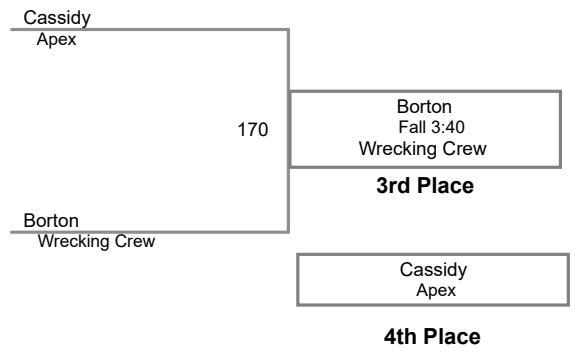 Cassidy
Apex
170
Borton
Fall 3:40
Wrecking Crew
3rd Place
Borton
Wrecking Crew
Cassidy
Apex
4th Place